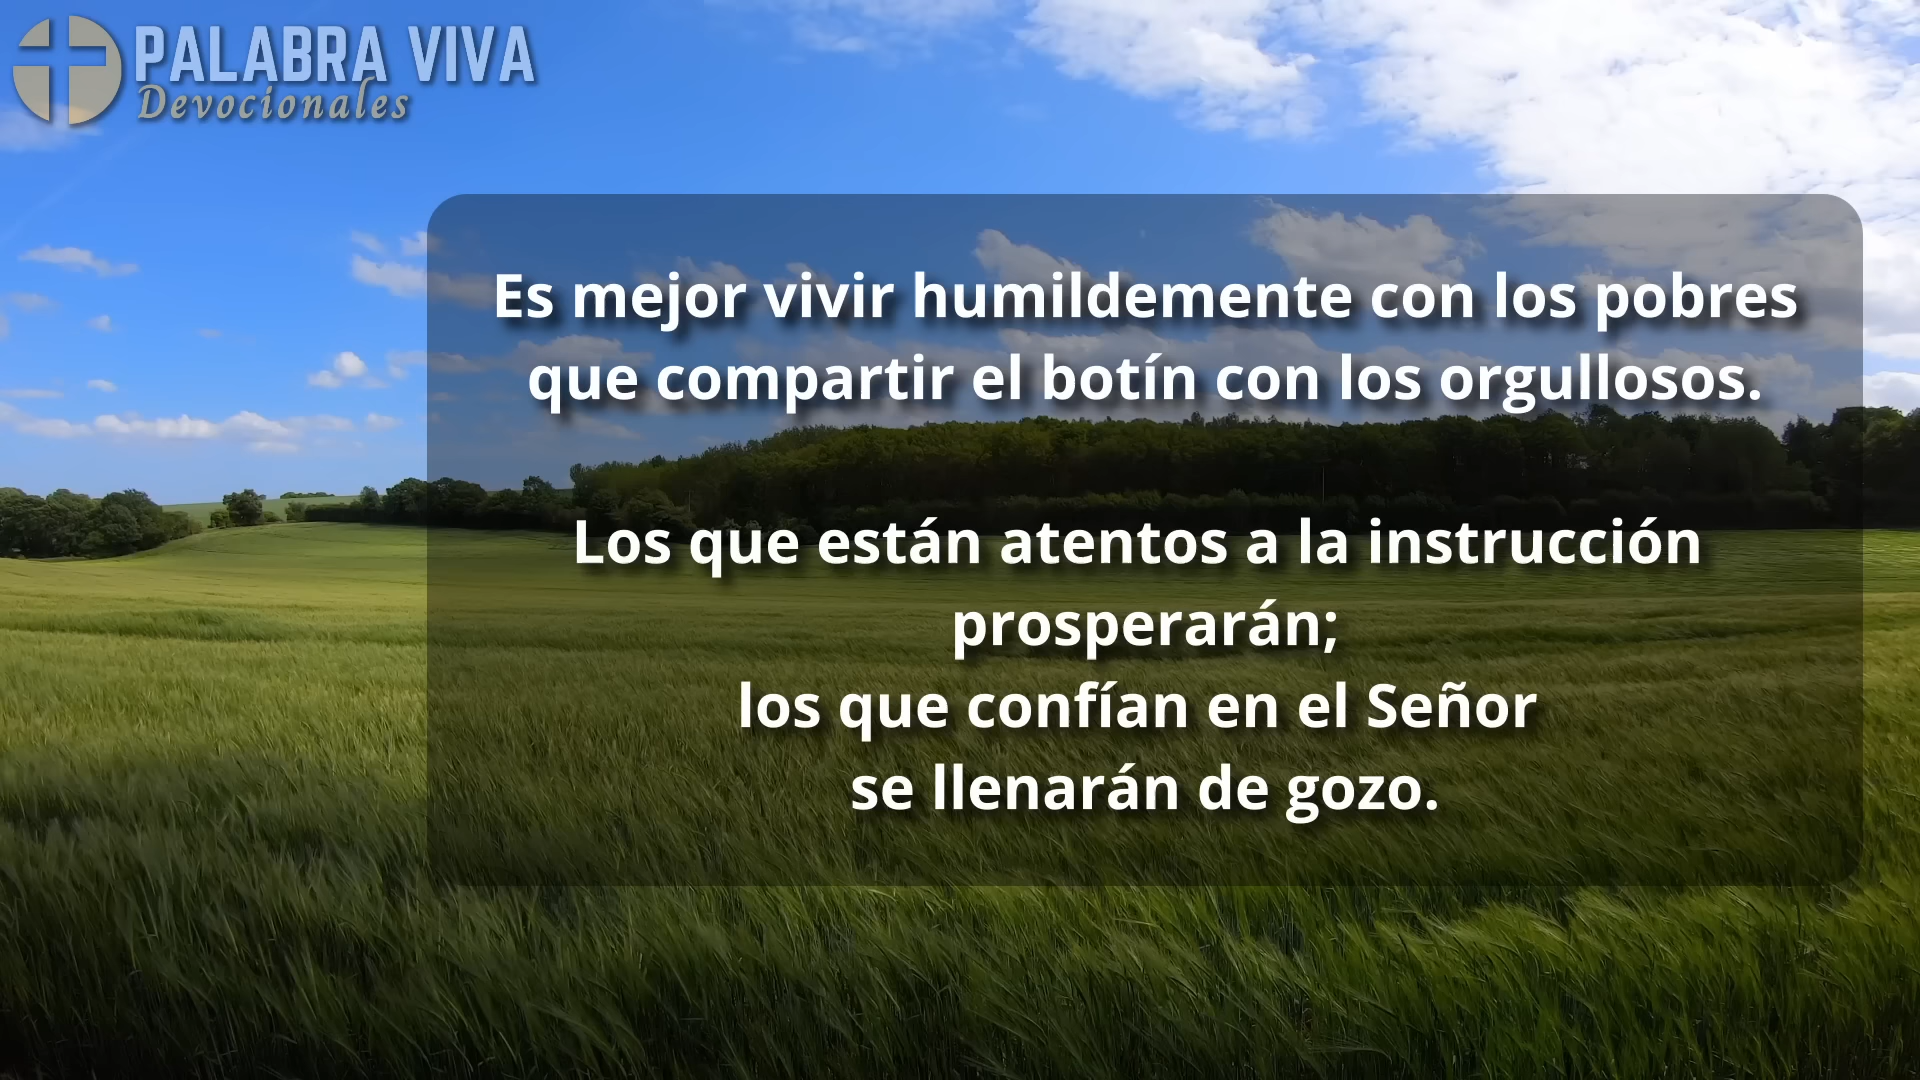 PALABRA VIVA
Devocionales
Es mejor vivir humildemente con los pobres
que compartir el botín con los orgullosos.
Los que están atentos a la instrucción
prosperarán;
los que confían en el Señor
se llenarán de gozo.